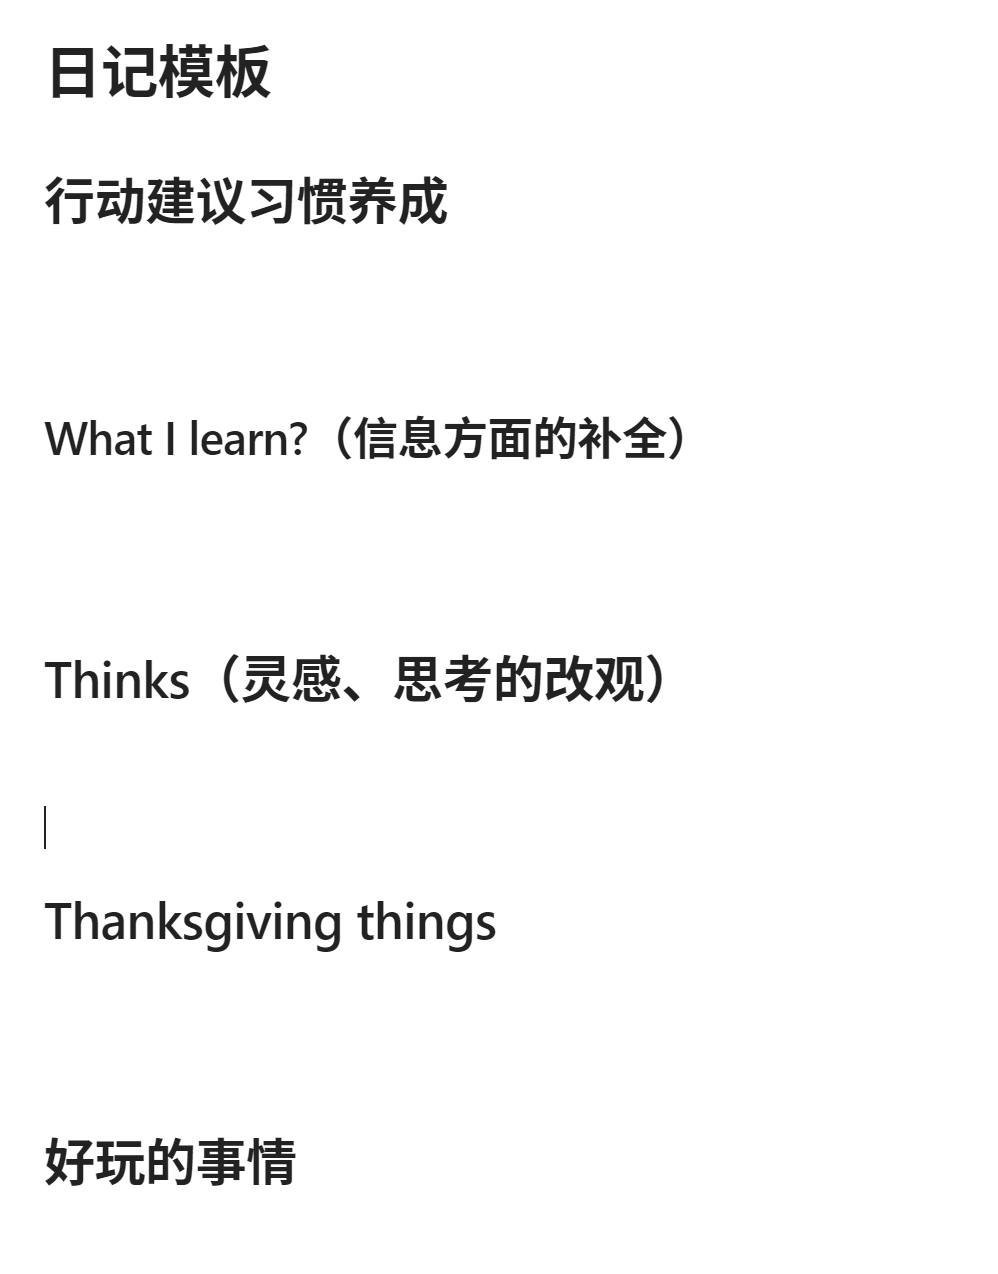 日记模板
行动建议习惯养成
What I learn?（信息方面的补全）
Thinks（灵感、思考的改观）
Thanksgiving things
好玩的事情